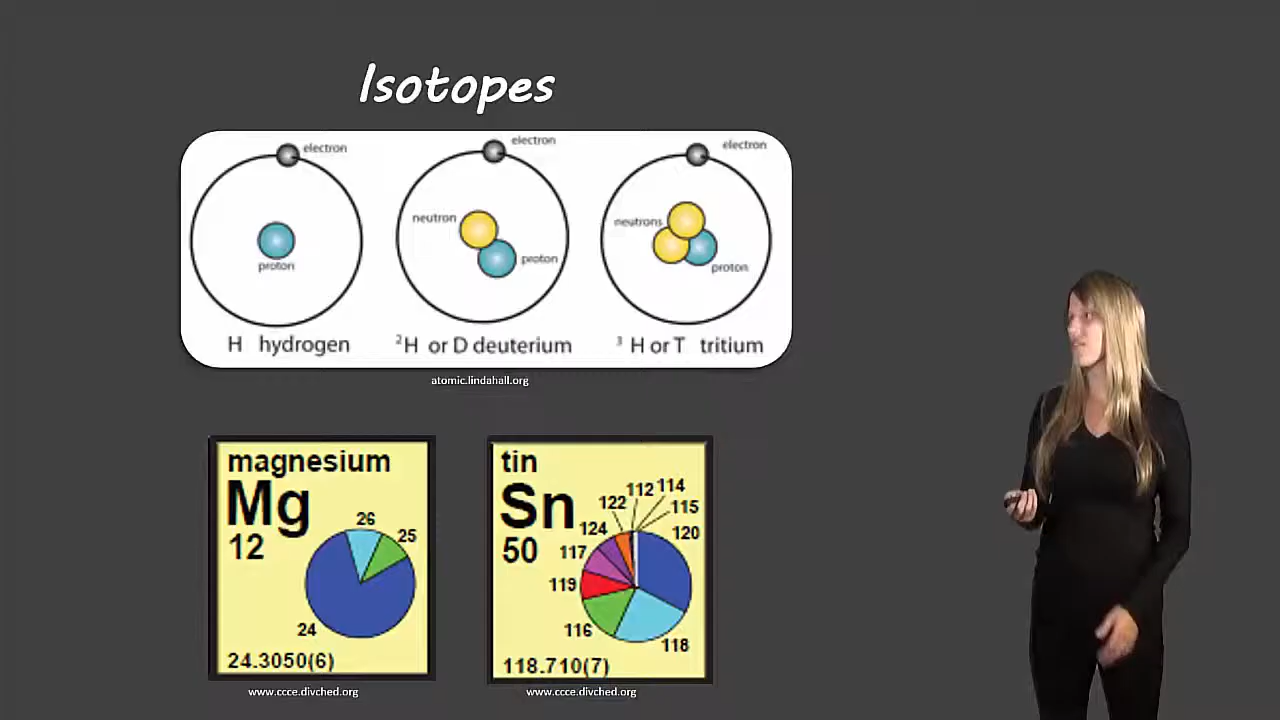 Isotopes
electron electron electron
neutron neutrons
proton proton proton
H hydrogen ²H or D deuterium ³ H or T tritium
atomic.lindahall.org
magnesium
Mg
12
26
25
24
24.3050(6)
www.ccce.divched.org
tin
Sn
50
112 114
122 115
124 120
117
119
116
118
118.710(7)
www.ccce.divched.org